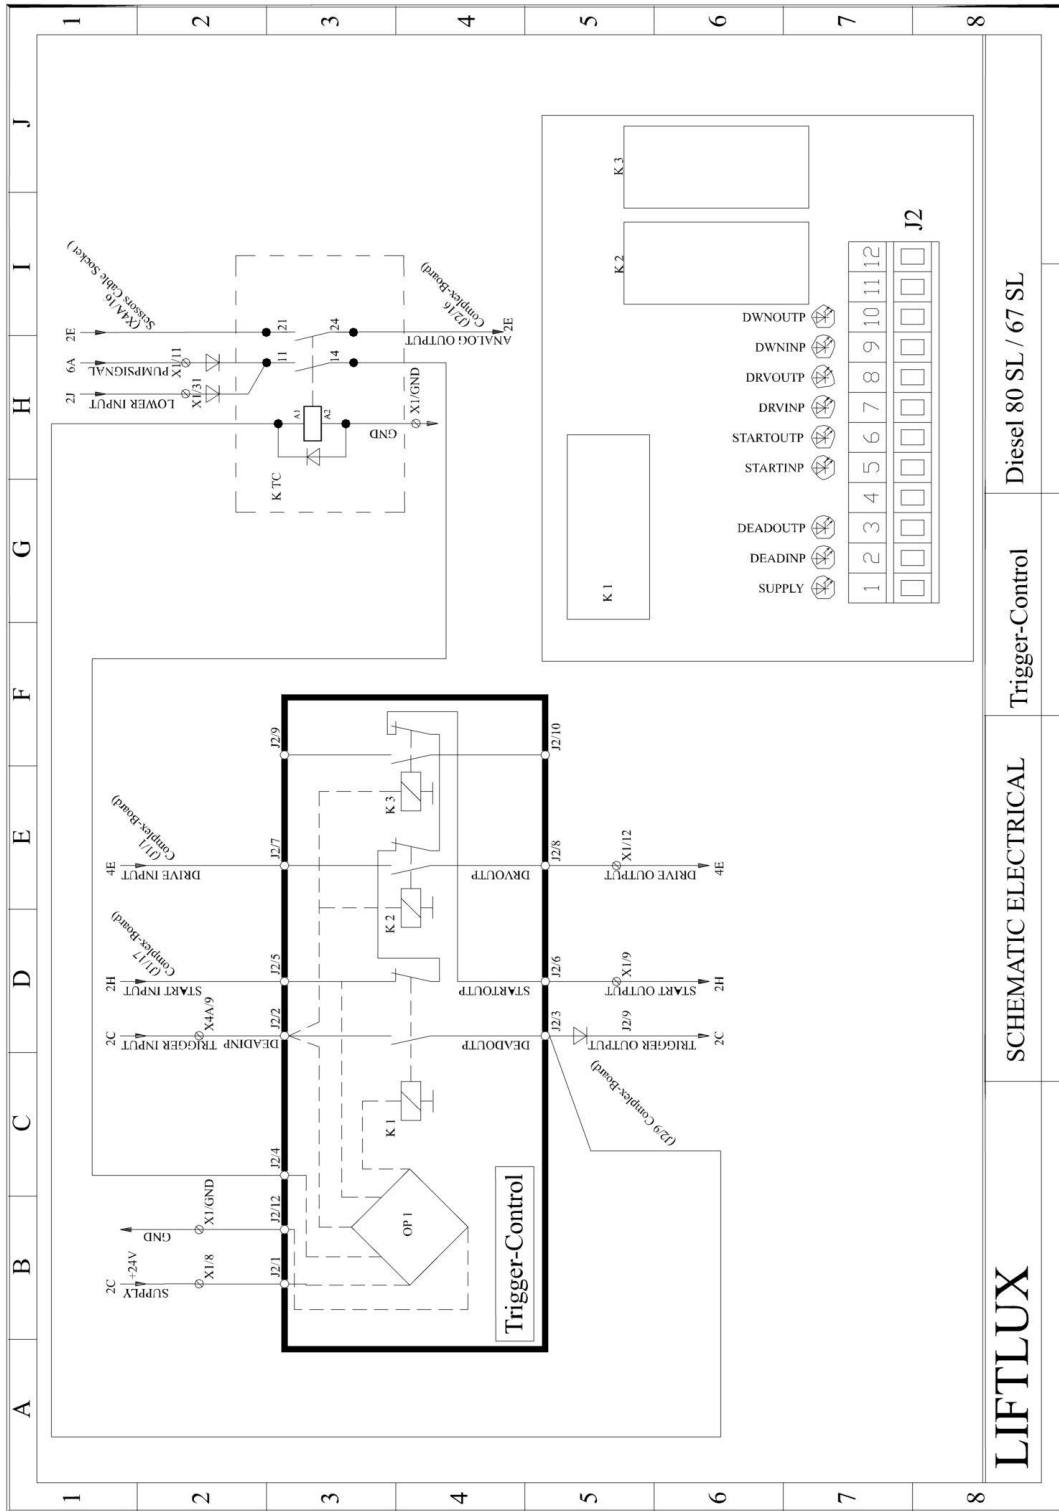 A B C D E F G H I J
1 1
2 2
3 3
4 4
5 5
6 6
7 7
8 8
2C
+24V
SUPPLY
X1/8
J2/1
GND
X1/GND
J2/12
J2/4
2C
TRIGGER INPUT
X4A/9
J2/2
DEADINP
2H
START INPUT
(J1/17
Complex-Board)
J2/5
4E
DRIVE INPUT
(J1/1
Complex-Board)
J2/7
J2/9
OP 1
K 1
K 2
K 3
Trigger-Control
DEADOUTP
J2/3
J2/9
TRIGGER OUTPUT
2C
(J2/9 Complex-Board)
STARTOUTP
J2/6
X1/9
START OUTPUT
2H
DRVOUTP
J2/8
X1/12
DRIVE OUTPUT
4E
J2/10
2J
LOWER INPUT
X1/31
6A
PUMPSIGNAL
X1/11
2E
(X4A/16
Scissors Cable Socket )
K TC
A1
A2
11
14
21
24
GND
X1/GND
ANALOG OUTPUT
2E
(J2/16
Complex-Board)
K 1
K 2
K 3
SUPPLY
DEADINP
DEADOUTP
STARTINP
STARTOUTP
DRVINP
DRVOUTP
DWNINP
DWNOUTP
1 2 3 4 5 6 7 8 9 10 11 12
J2
LIFTLUX
SCHEMATIC ELECTRICAL
Trigger-Control
Diesel 80 SL / 67 SL